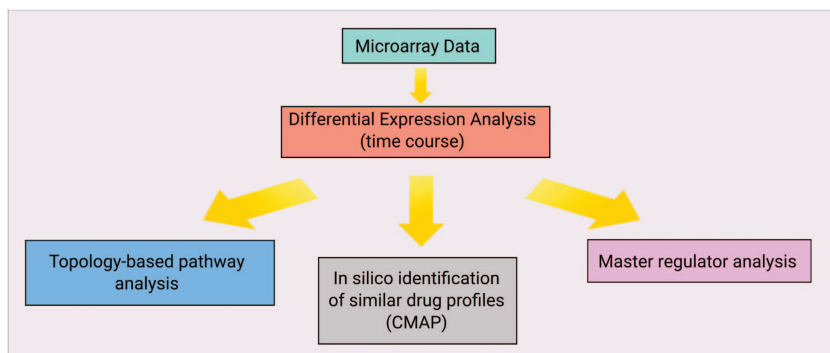 Microarray Data
Differential Expression Analysis
(time course)
Topology-based pathway
analysis
In silico identification
of similar drug profiles
(CMAP)
Master regulator analysis